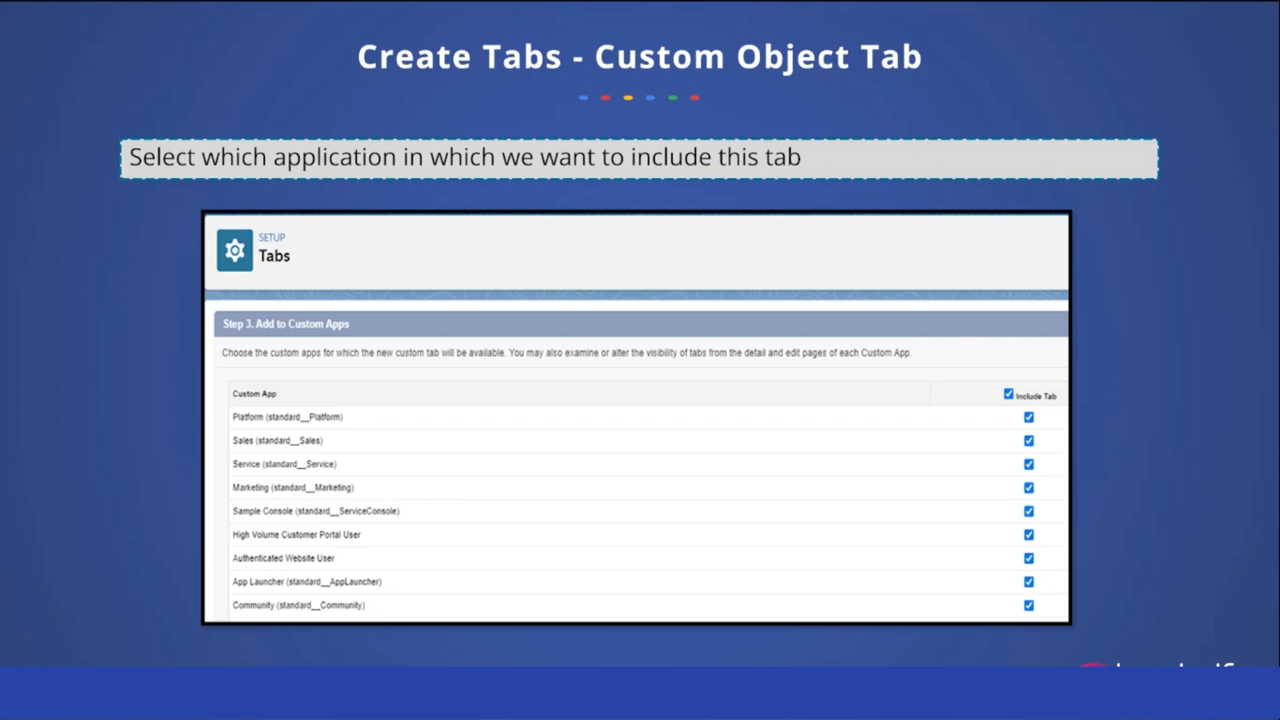 Create Tabs - Custom Object Tab
Select which application in which we want to include this tab
SETUP
Tabs
Step 3. Add to Custom Apps
Choose the custom apps for which the new custom tab will be available. You may also examine or alter the visibility of tabs from the detail and edit pages of each Custom App.
Custom App Include Tab
Platform (standard__Platform)
Sales (standard__Sales)
Service (standard__Service)
Marketing (standard__Marketing)
Sample Console (standard__ServiceConsole)
High Volume Customer Portal User
Authenticated Website User
App Launcher (standard__AppLauncher)
Community (standard__Community)